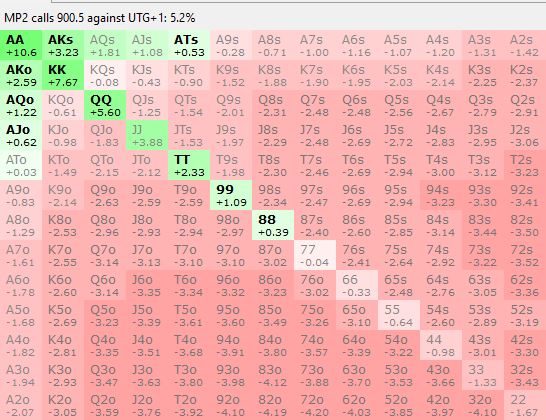 MP2 calls 900.5 against UTG+1: 5.2%
AA AKs AQs AJs ATs A9s A8s A7s A6s A5s A4s A3s A2s
+10.6 +3.23 +1.81 +1.08 +0.53 -0.28 -0.71 -1.00 -1.16 -1.07 -1.20 -1.31 -1.42
AKo KK KQs KJs KTs K9s K8s K7s K6s K5s K4s K3s K2s
+2.59 +7.67 -0.08 -0.43 -0.90 -1.52 -1.88 -1.90 -1.95 -2.03 -2.14 -2.25 -2.37
AQo KQo QQ QJs QTs Q9s Q8s Q7s Q6s Q5s Q4s Q3s Q2s
+1.22 -0.61 +5.60 -1.25 -1.54 -2.01 -2.31 -2.48 -2.48 -2.56 -2.67 -2.79 -2.91
AJo KJo QJo JJ JTs J9s J8s J7s J6s J5s J4s J3s J2s
+0.62 -0.98 -1.83 +3.88 -1.53 -1.97 -2.29 -2.48 -2.69 -2.72 -2.83 -2.95 -3.06
ATo KTo QTo JTo TT T9s T8s T7s T6s T5s T4s T3s T2s
+0.03 -1.49 -2.15 -2.12 +2.33 -1.98 -2.30 -2.46 -2.69 -2.94 -3.00 -3.12 -3.23
A9o K9o Q9o J9o T9o 99 98s 97s 96s 95s 94s 93s 92s
-0.83 -2.14 -2.63 -2.59 -2.59 +1.09 -2.34 -2.47 -2.69 -2.94 -3.23 -3.30 -3.41
A8o K8o Q8o J8o T8o 98o 88 87s 86s 85s 84s 83s 82s
-1.29 -2.53 -2.96 -2.93 -2.94 -2.97 +0.39 -2.40 -2.60 -2.85 -3.14 -3.44 -3.50
A7o K7o Q7o J7o T7o 97o 87o 77 76s 75s 74s 73s 72s
-1.61 -2.55 -3.14 -3.13 -3.10 -3.10 -3.02 -0.04 -2.41 -2.64 -2.92 -3.22 -3.52
A6o K6o Q6o J6o T6o 96o 86o 76o 66 65s 64s 63s 62s
-1.78 -2.60 -3.14 -3.35 -3.34 -3.32 -3.23 -3.02 -0.33 -2.48 -2.76 -3.05 -3.36
A5o K5o Q5o J5o T5o 95o 85o 75o 65o 55 54s 53s 52s
-1.68 -2.69 -3.23 -3.39 -3.61 -3.60 -3.49 -3.26 -3.10 -0.64 -2.60 -2.89 -3.19
A4o K4o Q4o J4o T4o 94o 84o 74o 64o 54o 44 43s 42s
-1.82 -2.81 -3.35 -3.51 -3.68 -3.91 -3.80 -3.57 -3.39 -3.22 -0.98 -3.01 -3.30
A3o K3o Q3o J3o T3o 93o 83o 73o 63o 53o 43o 33 32s
-1.94 -2.93 -3.47 -3.63 -3.80 -3.98 -4.12 -3.88 -3.70 -3.53 -3.66 -1.33 -3.43
A2o K2o Q2o J2o T2o 92o 82o 72o 62o 52o 42o 32o 22
-2.07 -3.05 -3.59 -3.76 -3.92 -4.10 -4.19 -4.20 -4.03 -3.85 -3.97 -4.10 -1.67